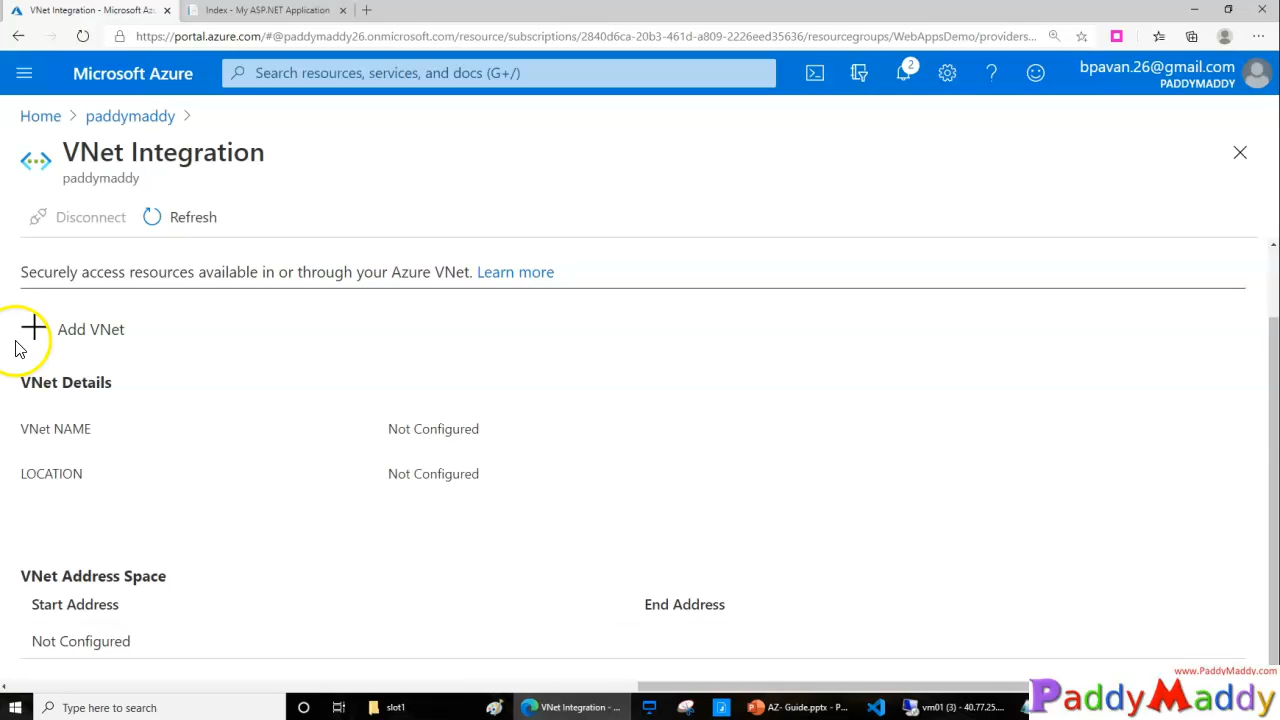 VNet Integration - Microsoft Az
Index - My ASP.NET Application
https://portal.azure.com/#@paddymaddy26.onmicrosoft.com/resource/subscriptions/2840d6ca-20b3-461d-a809-2226eed35636/resourcegroups/WebAppsDemo/providers...
Microsoft Azure
Search resources, services, and docs (G+/)
2
bpavan.26@gmail.com
PADDYMADDY
Home > paddymaddy >
VNet Integration
paddymaddy
Disconnect
Refresh
Securely access resources available in or through your Azure VNet. Learn more
Add VNet
VNet Details
VNet NAME
Not Configured
LOCATION
Not Configured
VNet Address Space
Start Address
End Address
Not Configured
www.PaddyMaddy.com
PaddyMaddy
Type here to search
slot1
VNet Integration - ...
AZ- Guide.pptx - P...
vm01 (3) - 40.77.25...